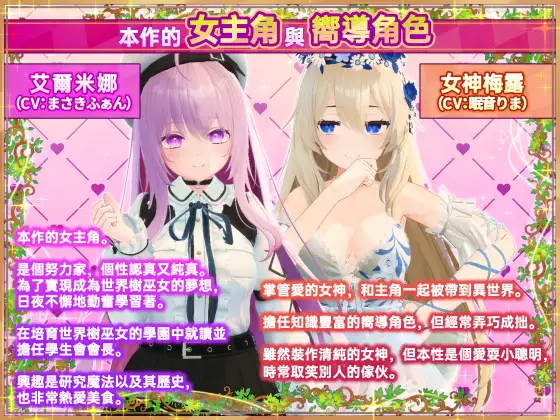 本作的 女主角與 嚮導角色
艾爾米娜
(CV：まさきふぁん)
本作的女主角。
是個努力家，個性認真又純真。
為了實現成為世界樹巫女的夢想，
日夜不懈地勤奮學習著。
在培育世界樹巫女的學園中就讀並
擔任學生會會長。
興趣是研究魔法以及其歷史，
也非常熱愛美食。
女神梅露
(CV：眠音りま)
掌管愛的女神，和主角一起被帶到異世界。
擔任知識豐富的嚮導角色，但經常弄巧成拙。
雖然裝作清純的女神，但本性是個愛耍小聰明，
時常取笑別人的傢伙。